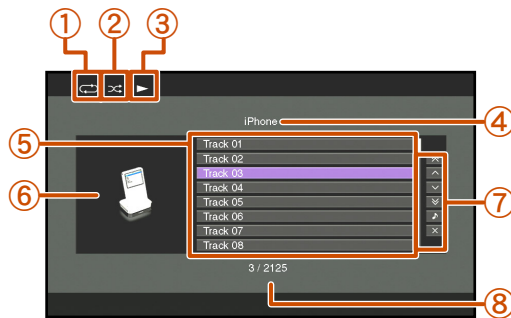 ① ② ③
iPhone ④
⑤ Track 01
Track 02
Track 03
Track 04
⑥ Track 05
Track 06
⑦ Track 07
Track 08
3 / 2125
⑧